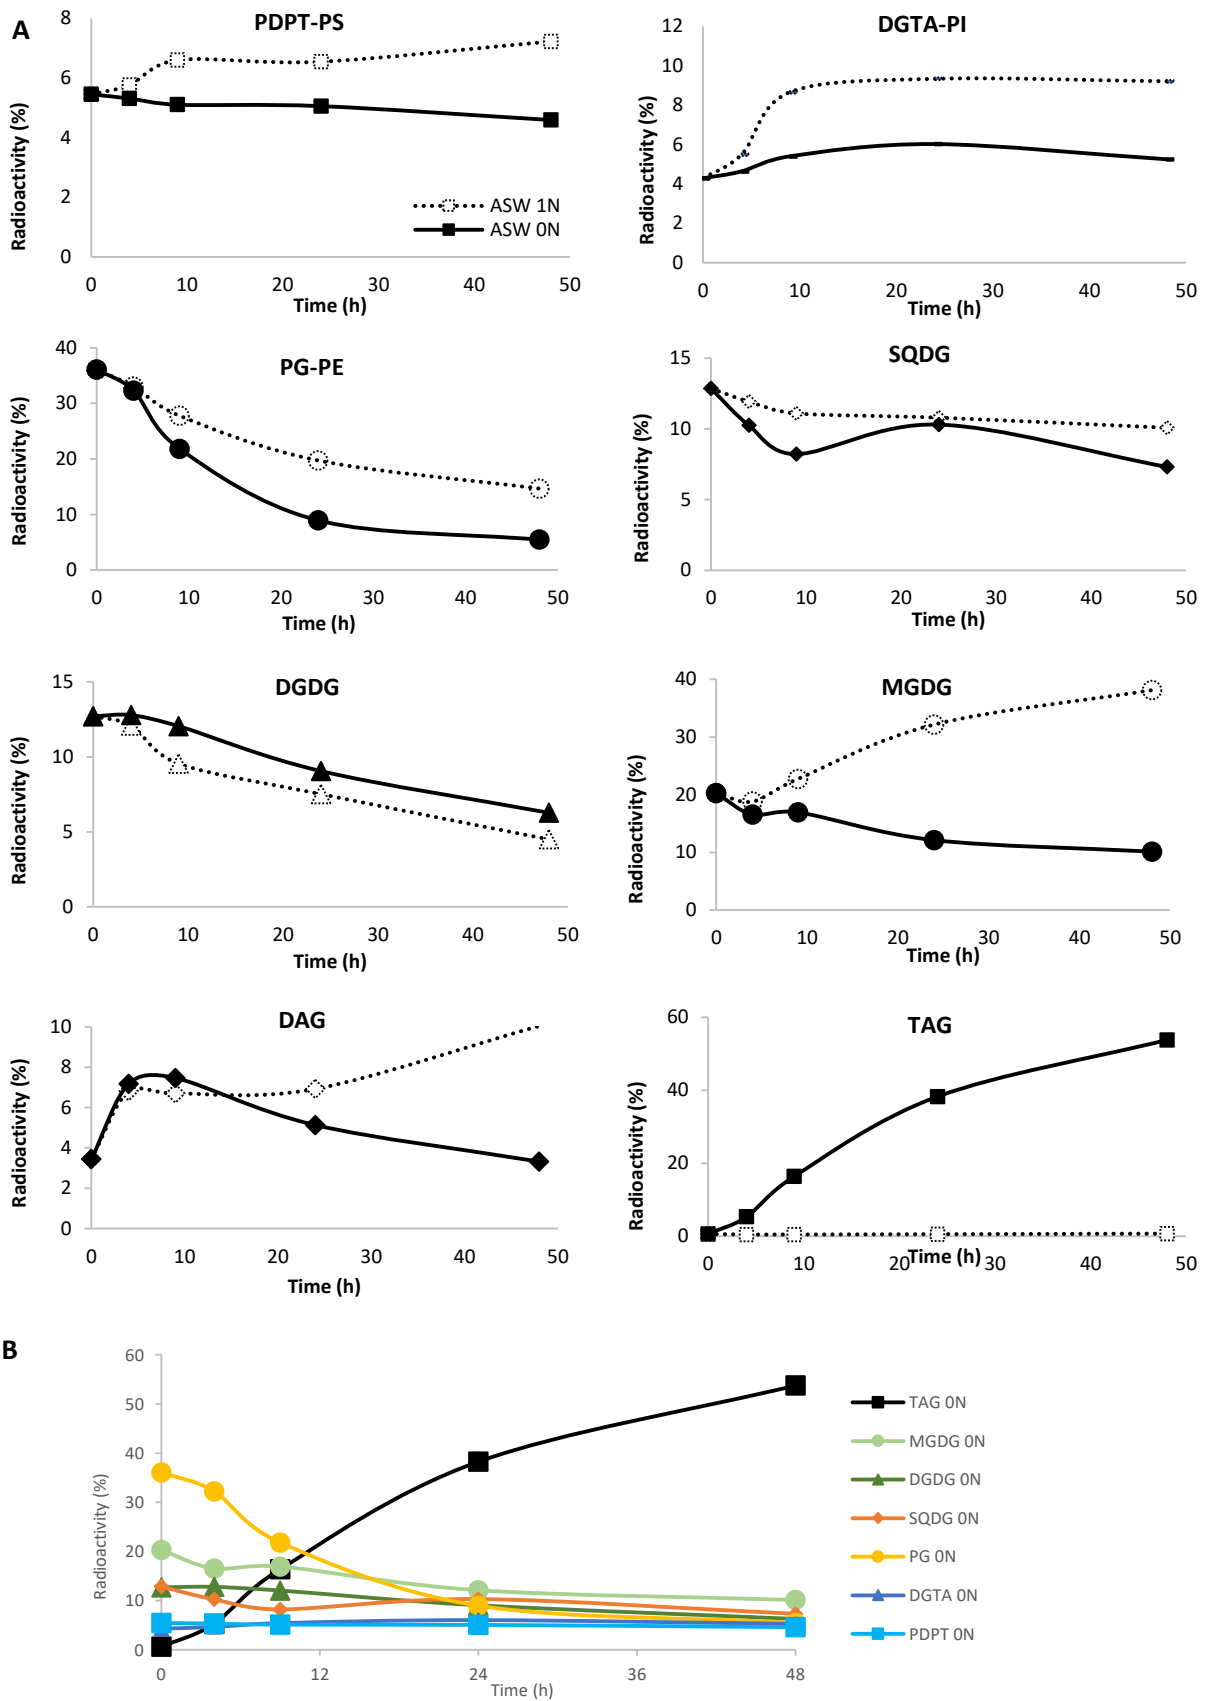 A
PDPT-PS
Radioactivity (%)
8
6
4
2
0
ASW 1N
ASW 0N
0 10 20 30 40 50
Time (h)
DGTA-PI
Radioactivity (%)
12
10
8
6
4
2
0
0 10 20 30 40 50
Time (h)
PG-PE
Radioactivity (%)
40
30
20
10
0
0 10 20 30 40 50
Time (h)
SQDG
Radioactivity (%)
15
10
5
0
0 10 20 30 40 50
Time (h)
DGDG
Radioactivity (%)
15
10
5
0
0 10 20 30 40 50
Time (h)
MGDG
Radioactivity (%)
40
30
20
10
0
0 10 20 30 40 50
Time (h)
DAG
Radioactivity (%)
10
8
6
4
2
0
0 10 20 30 40 50
Time (h)
TAG
Radioactivity (%)
60
40
20
0
0 10 20 30 40 50
Time (h)
B
Radioactivity (%)
60
50
40
30
20
10
0
0 12 24 36 48
Time (h)
TAG 0N
MGDG 0N
DGDG 0N
SQDG 0N
PG 0N
DGTA 0N
PDPT 0N